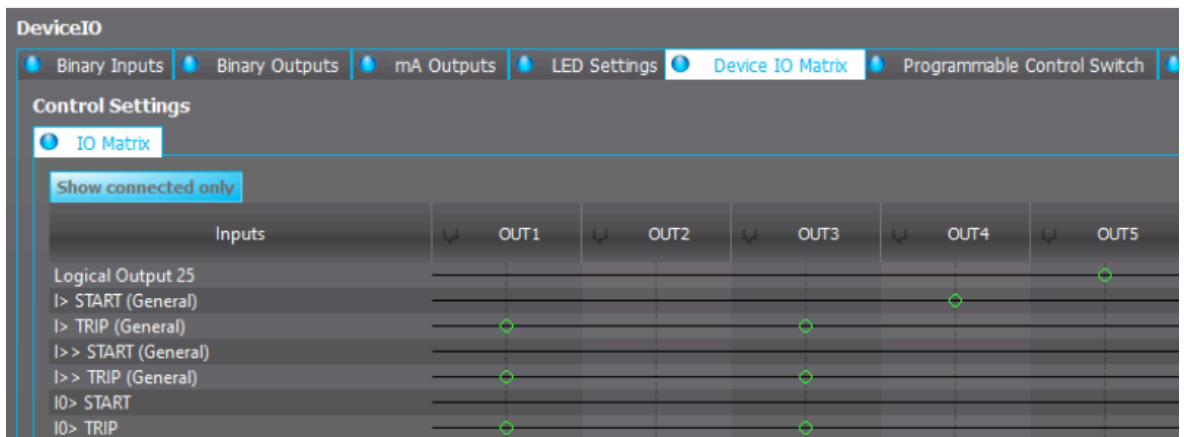 DeviceIO
Binary Inputs Binary Outputs mA Outputs LED Settings Device IO Matrix Programmable Control Switch
Control Settings
IO Matrix
Show connected only
Inputs OUT1 OUT2 OUT3 OUT4 OUT5
Logical Output 25
I> START (General)
I> TRIP (General)
I>> START (General)
I>> TRIP (General)
I0> START
I0> TRIP